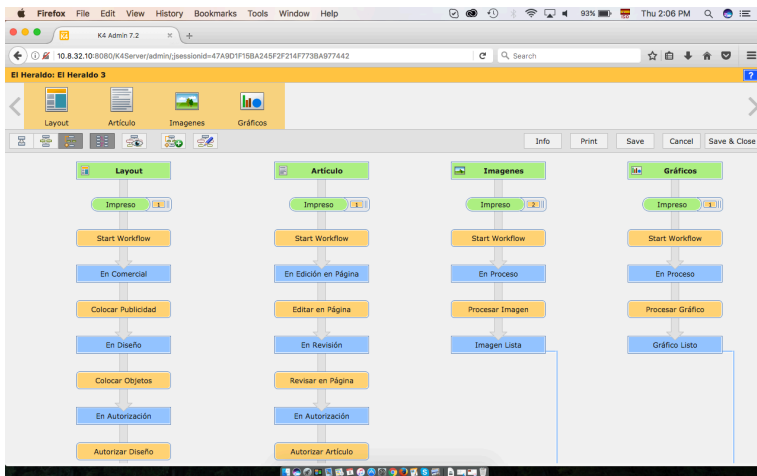 Firefox File Edit View History Bookmarks Tools Window Help 93% ISO Thu 2:06 PM
K4 Admin 7.2
10.8.32.10:8080/K4Server/admin/;jsessionid=47A9D1F15BA245F2F214F773BA977442 Search
El Heraldo: El Heraldo 3 ?
Layout Artículo Imagenes Gráficos
Info Print Save Cancel Save & Close
Layout Artículo Imagenes Gráficos
Impreso 1 Impreso 1 Impreso 2 Impreso 1
Start Workflow Start Workflow Start Workflow Start Workflow
En Comercial En Edición en Página En Proceso En Proceso
Colocar Publicidad Editar en Página Procesar Imagen Procesar Gráfico
En Diseño En Revisión Imagen Lista Gráfico Listo
Colocar Objetos Revisar en Página
En Autorización En Autorización
Autorizar Diseño Autorizar Artículo